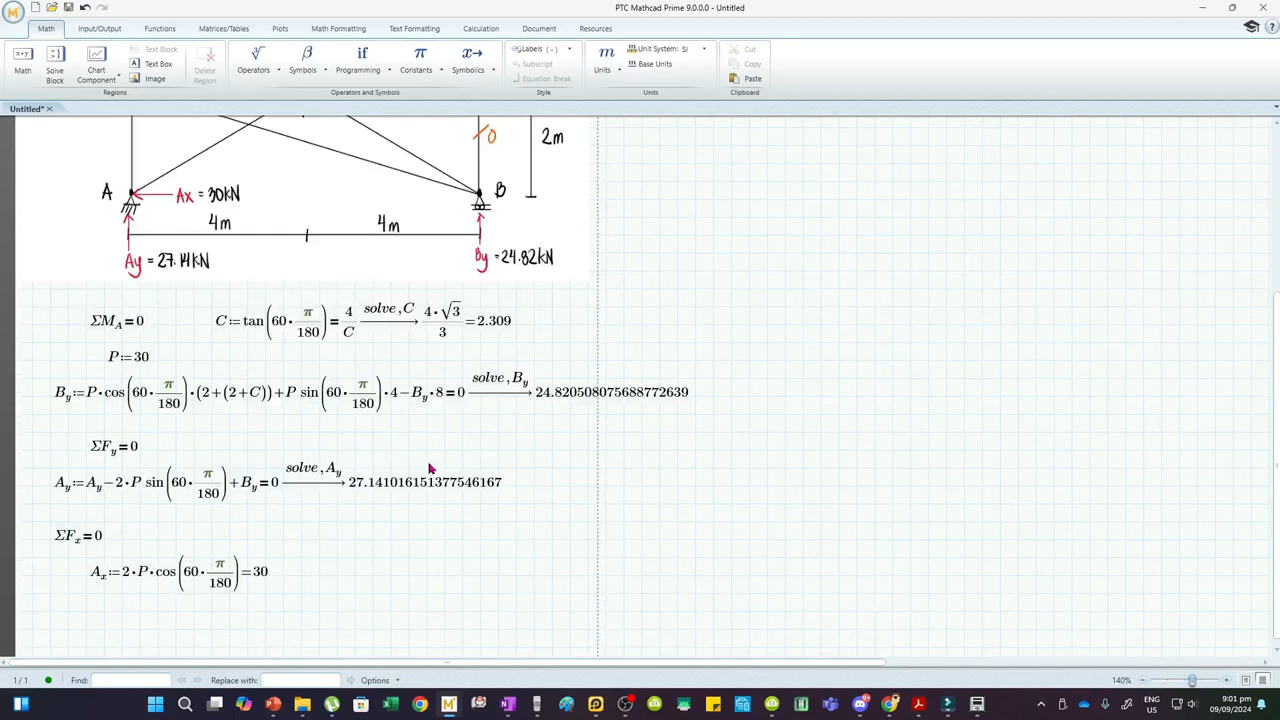 PTC Mathcad Prime 9.0.0.0 - Untitled
Math Input/Output Functions Matrices/Tables Plots Math Formatting Text Formatting Calculation Document Resources
Math
Solve Block
Chart Component
Text Block
Text Box
Image
Delete Region
Operators
Symbols
Programming
Constants
Symbolics
Labels ( - )
Subscript
Equation Break
Units
Unit System: SI
Base Units
Cut
Copy
Paste
Regions Operators and Symbols Style Units Clipboard
Untitled*
0
2m
A Ax = 30KN B
4m 4m
Ay = 27.14KN By = 24.82KN
ΣM_A = 0 C := tan(60 · π/180) = 4/C solve, C → 4 · √3/3 = 2.309
P := 30
B_y := P · cos(60 · π/180) · (2 + (2 + C)) + P sin(60 · π/180) · 4 − B_y · 8 = 0 solve, B_y → 24.820508075688772639
ΣF_y = 0
A_y := A_y − 2 · P sin(60 · π/180) + B_y = 0 solve, A_y → 27.141016151377546167
ΣF_x = 0
A_x := 2 · P · cos(60 · π/180) = 30
1 / 1 Find: Replace with: Options 140%
ENG US 9:01 pm 09/09/2024